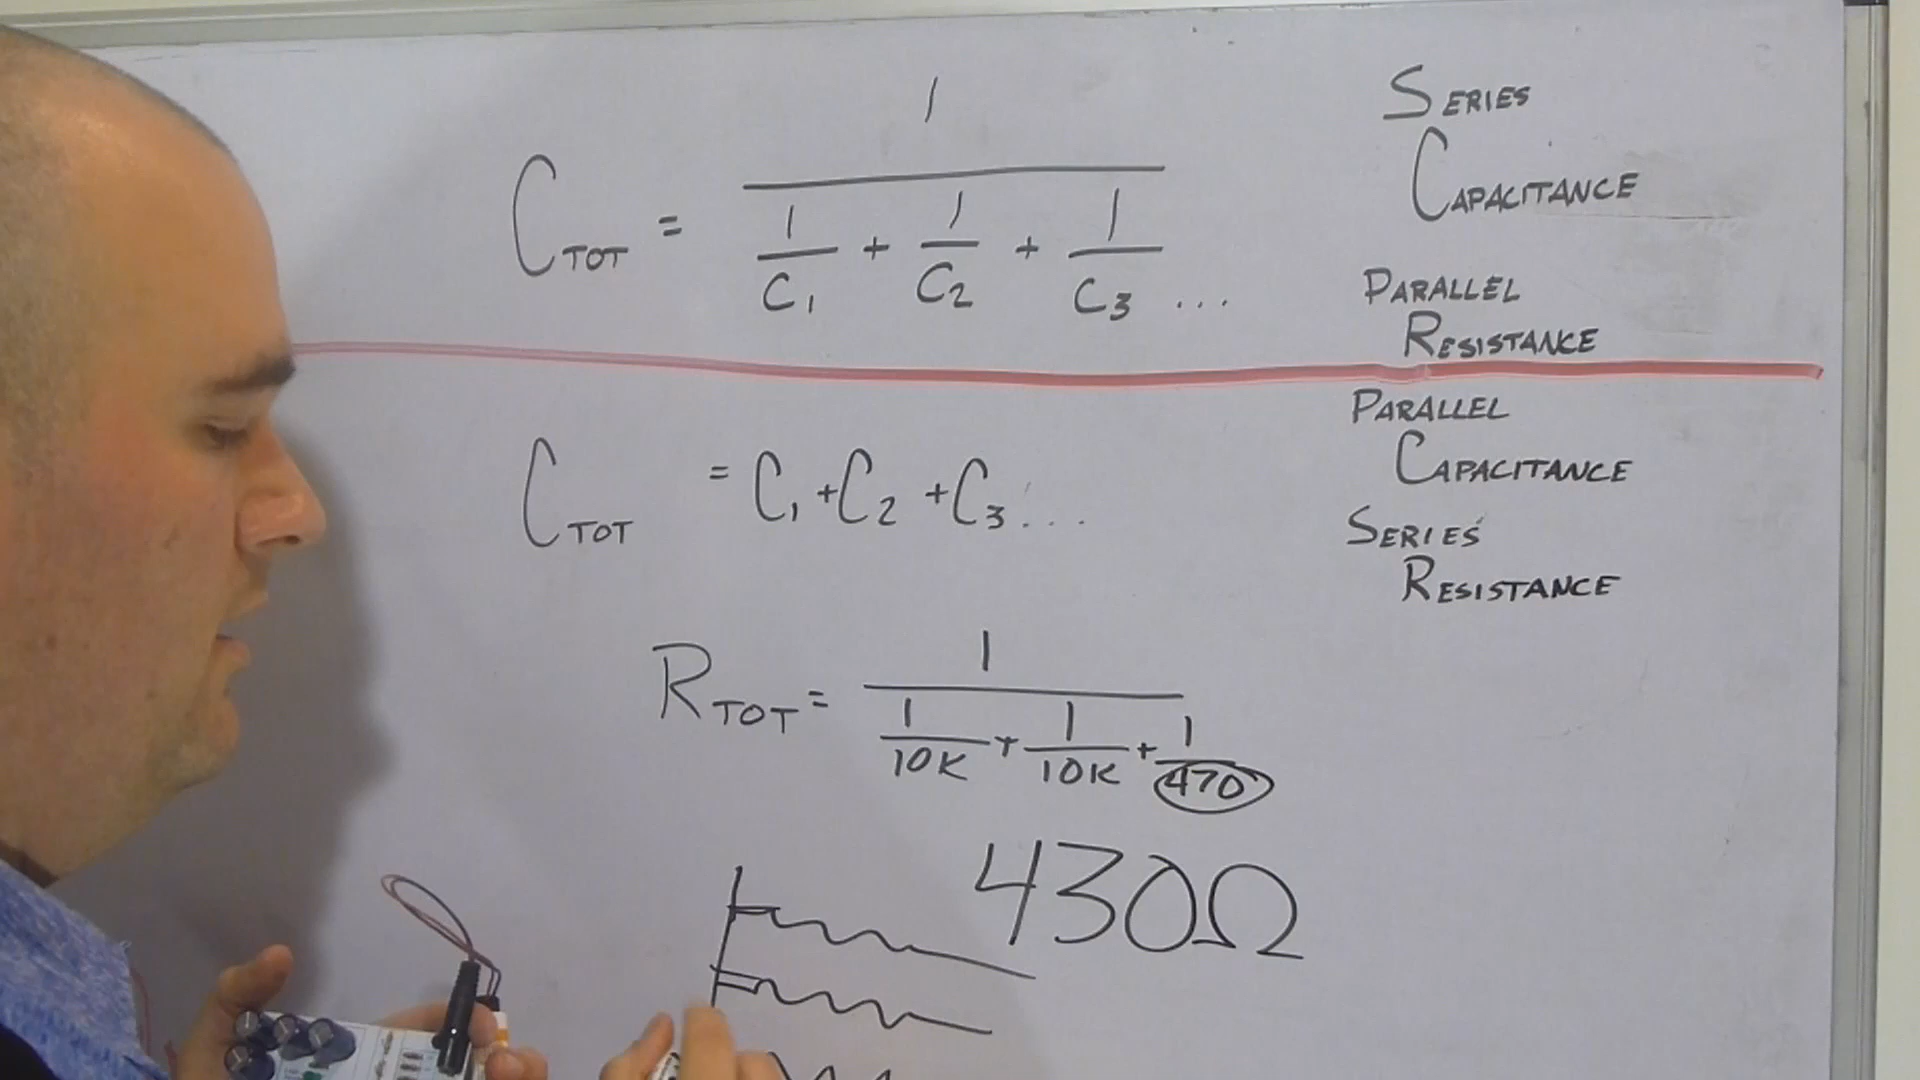 1
C TOT = 1/C1 + 1/C2 + 1/C3 ...
SERIES
CAPACITANCE
PARALLEL
RESISTANCE
C TOT = C1 + C2 + C3 ...
PARALLEL
CAPACITANCE
SERIES
RESISTANCE
1
R TOT = 1/10K + 1/10K + 1/470
430Ω